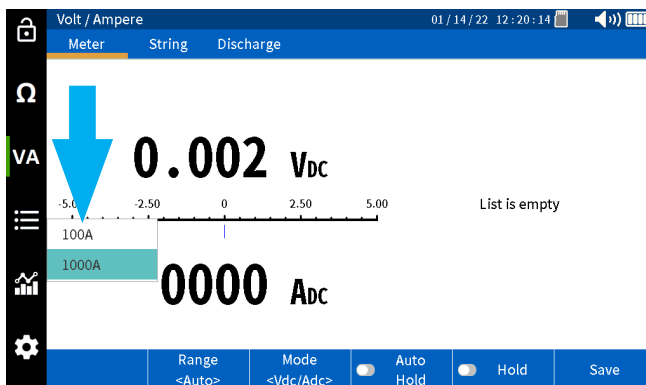 Volt / Ampere 01/14/22 12:20:14
Meter String Discharge
Ω
VA
0.002 VDC
-2.50 0 2.50 5.00
List is empty
100A
1000A
0000 ADC
Range <Auto>
Mode <Vdc/Adc>
Auto Hold
Hold
Save